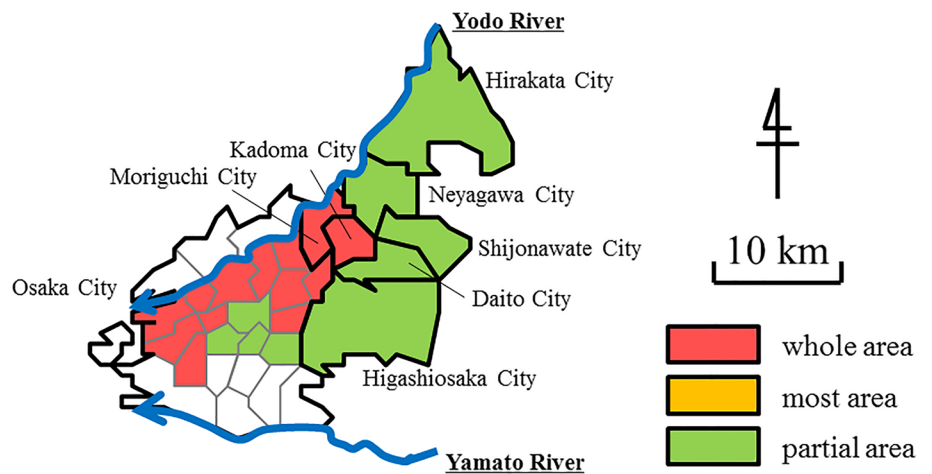 Yodo River
Hirakata City
Kadoma City
Moriguchi City
Neyagawa City
Shijonawate City
10 km
Osaka City
Daito City
whole area
Higashiosaka City
most area
partial area
Yamato River